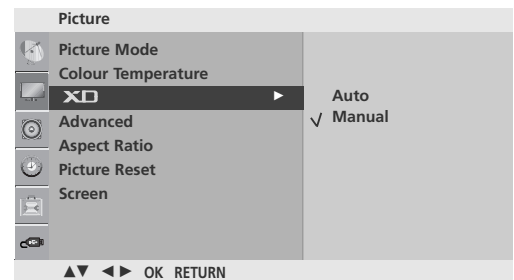 Picture
Picture Mode
Colour Temperature
XD ►
Advanced
Aspect Ratio
Picture Reset
Screen
Auto
√ Manual
▲▼ ◄► OK RETURN